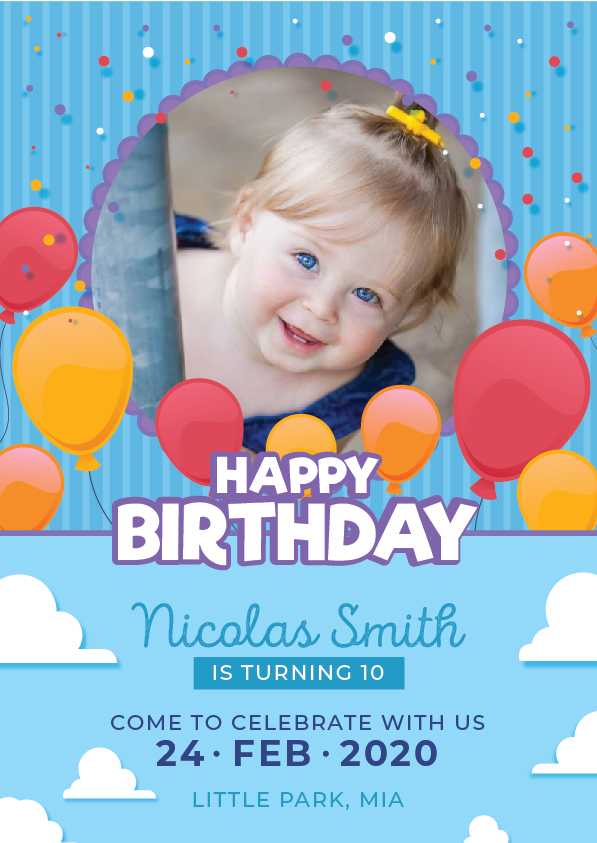 HAPPY
BIRTHDAY
Nicolas Smith
IS TURNING 10
COME TO CELEBRATE WITH US
24 · FEB · 2020
LITTLE PARK, MIA